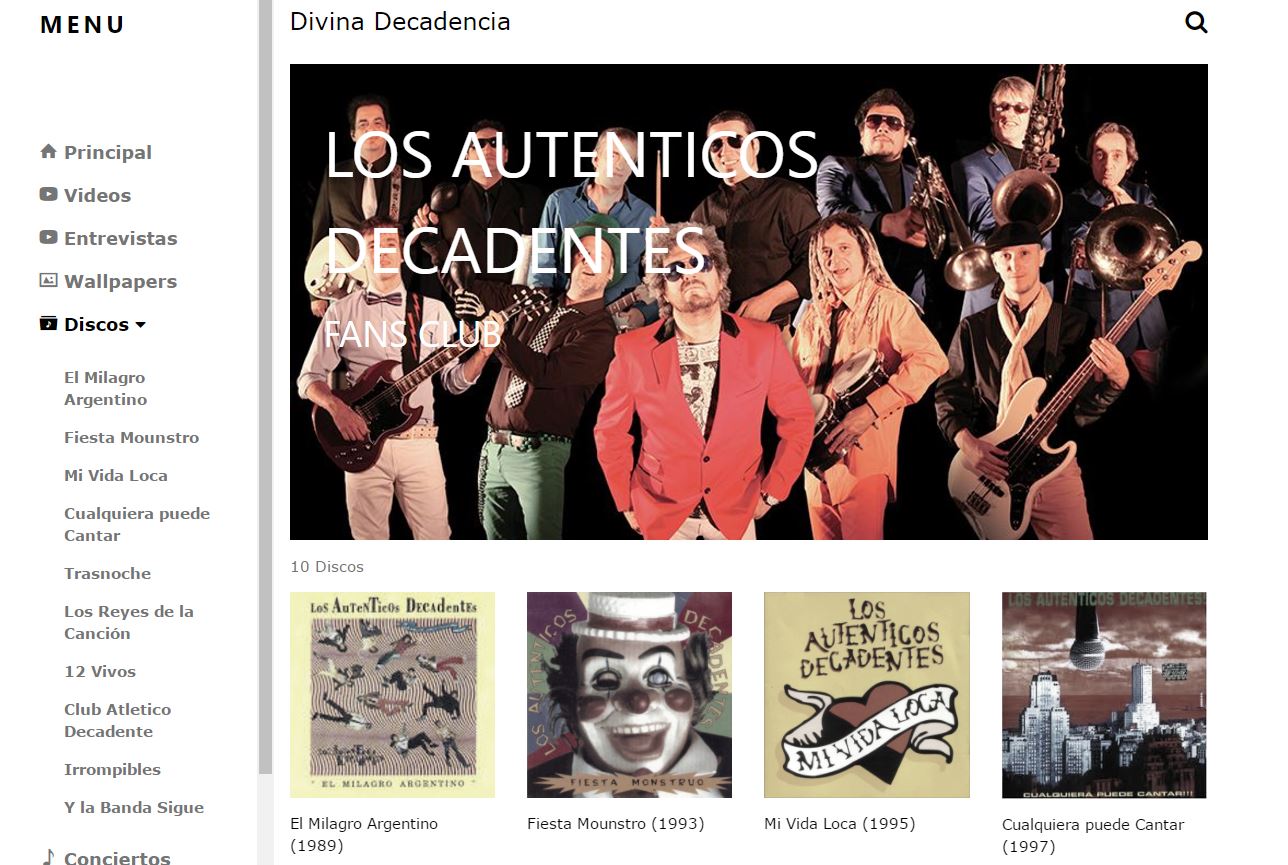 MENU
Principal
Videos
Entrevistas
Wallpapers
Discos
El Milagro
Argentino
Fiesta Mounstro
Mi Vida Loca
Cualquiera puede
Cantar
Trasnoche
Los Reyes de la
Canción
12 Vivos
Club Atletico
Decadente
Irrompibles
Y la Banda Sigue
Conciertos
Divina Decadencia
LOS AUTENTICOS
DECADENTES
FANS CLUB
10 Discos
LOS AUTENTICOS DECADENTES
EL MILAGRO ARGENTINO
El Milagro Argentino
(1989)
LOS AUTENTICOS DECADENTES
FIESTA MONSTRUO
Fiesta Mounstro (1993)
LOS
AUTENTICOS
DECADENTES
MI VIDA LOCA
Mi Vida Loca (1995)
LOS AUTENTICOS DECADENTES
CUALQUIERA PUEDE CANTAR!!!
Cualquiera puede Cantar
(1997)